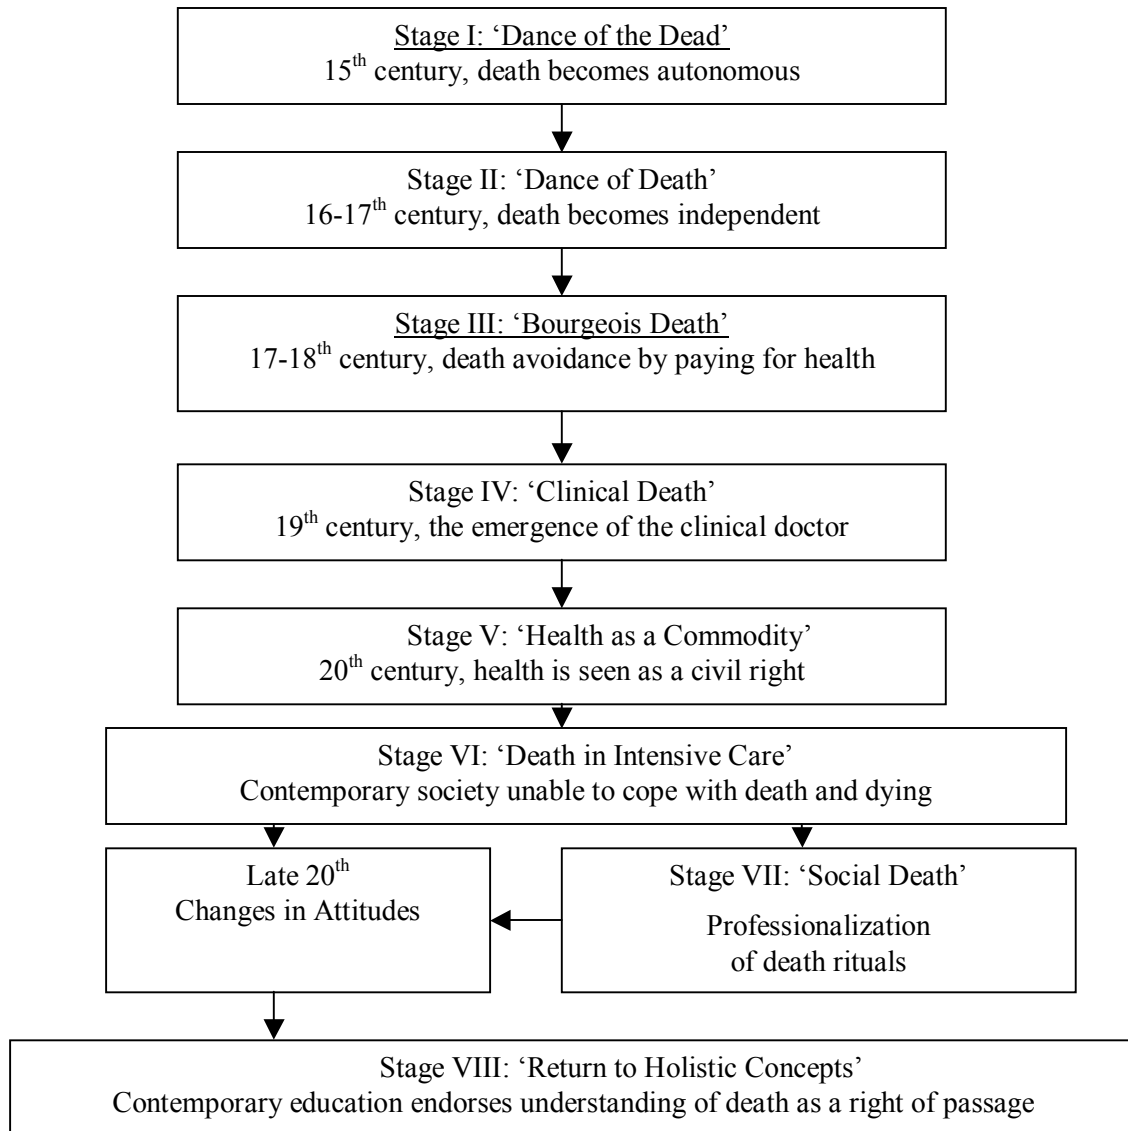 Stage I: ‘Dance of the Dead’
15th century, death becomes autonomous
Stage II: ‘Dance of Death’
16-17th century, death becomes independent
Stage III: ‘Bourgeois Death’
17-18th century, death avoidance by paying for health
Stage IV: ‘Clinical Death’
19th century, the emergence of the clinical doctor
Stage V: ‘Health as a Commodity’
20th century, health is seen as a civil right
Stage VI: ‘Death in Intensive Care’
Contemporary society unable to cope with death and dying
Late 20th
Changes in Attitudes
Stage VII: ‘Social Death’
Professionalization
of death rituals
Stage VIII: ‘Return to Holistic Concepts’
Contemporary education endorses understanding of death as a right of passage